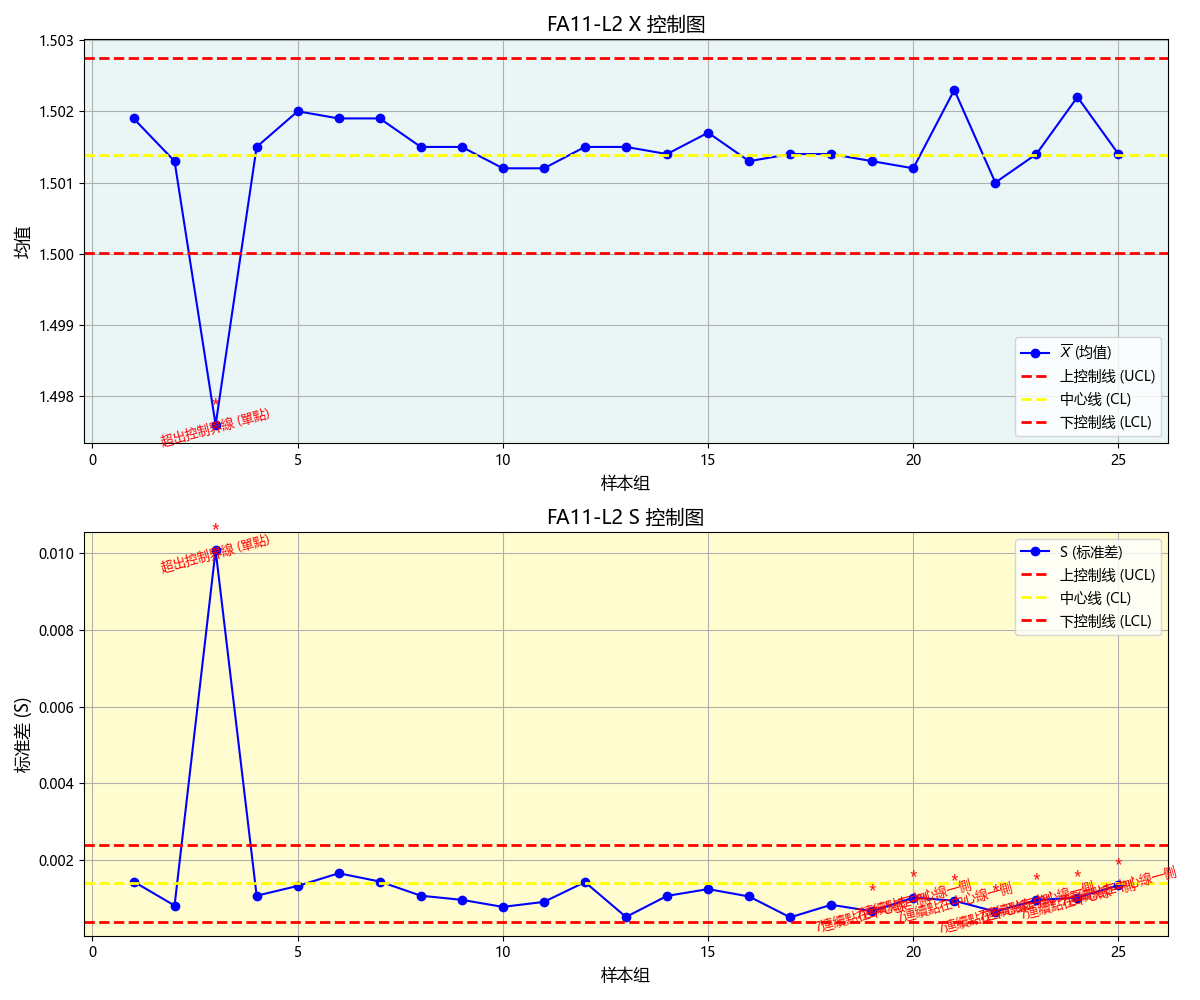 FA11-L2 X 控制图
1.503
1.502
1.501
1.500
1.499
1.498
均值
*
超出控制界線 (單點)
X (均值)
上控制线 (UCL)
中心线 (CL)
下控制线 (LCL)
0
5
10
15
20
25
样本组
FA11-L2 S 控制图
0.010
0.008
0.006
0.004
0.002
标准差 (S)
*
超出控制界線 (單點)
S (标准差)
上控制线 (UCL)
中心线 (CL)
下控制线 (LCL)
*
*
*
*
*
*
*
0
5
10
15
20
25
样本组